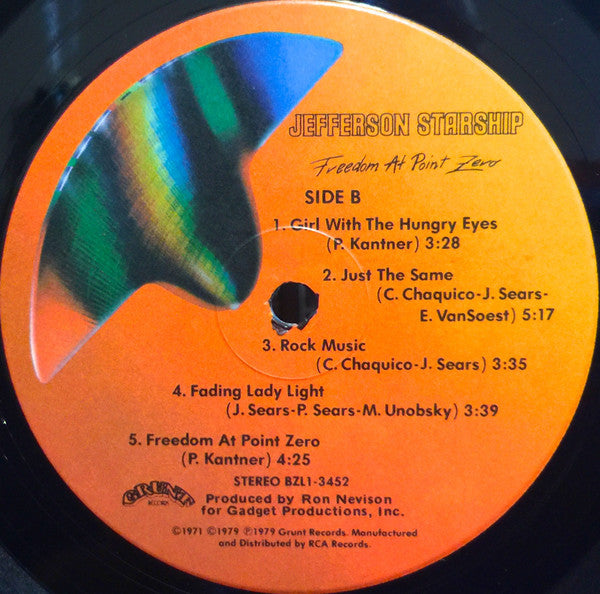 JEFFERSON STARSHIP
Freedom At Point Zero
SIDE B
1. Girl With The Hungry Eyes
(P. Kantner) 3:28
2. Just The Same
(C. Chaquico-J. Sears-
E. VanSoest) 5:17
3. Rock Music
(C. Chaquico-J. Sears) 3:35
4. Fading Lady Light
(J. Sears-P. Sears-M. Unobsky) 3:39
5. Freedom At Point Zero
(P. Kantner) 4:25
STEREO BZL1-3452
GRUNT
RECORDS
Produced by Ron Nevison
for Gadget Productions, Inc.
©1971 ©1979 ℗1979 Grunt Records. Manufactured
and Distributed by RCA Records.